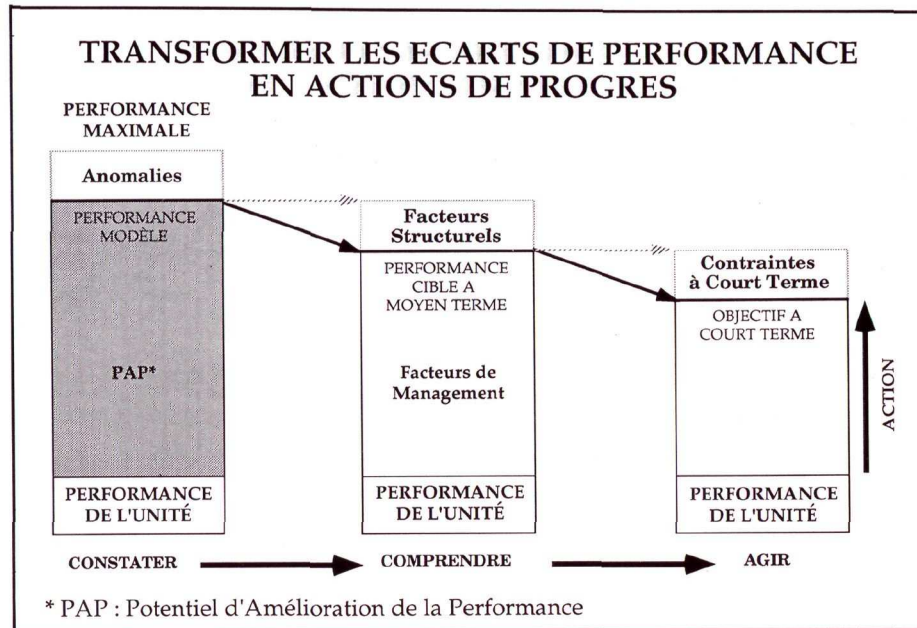 TRANSFORMER LES ECARTS DE PERFORMANCE
EN ACTIONS DE PROGRES
PERFORMANCE
MAXIMALE
Anomalies
PERFORMANCE
MODÈLE
PAP*
PERFORMANCE
DE L'UNITÉ
Facteurs
Structurels
PERFORMANCE
CIBLE A
MOYEN TERME
Facteurs de
Management
PERFORMANCE
DE L'UNITÉ
Contraintes
à Court Terme
OBJECTIF A
COURT TERME
PERFORMANCE
DE L'UNITÉ
ACTION
CONSTATER
COMPRENDRE
AGIR
* PAP : Potentiel d'Amélioration de la Performance